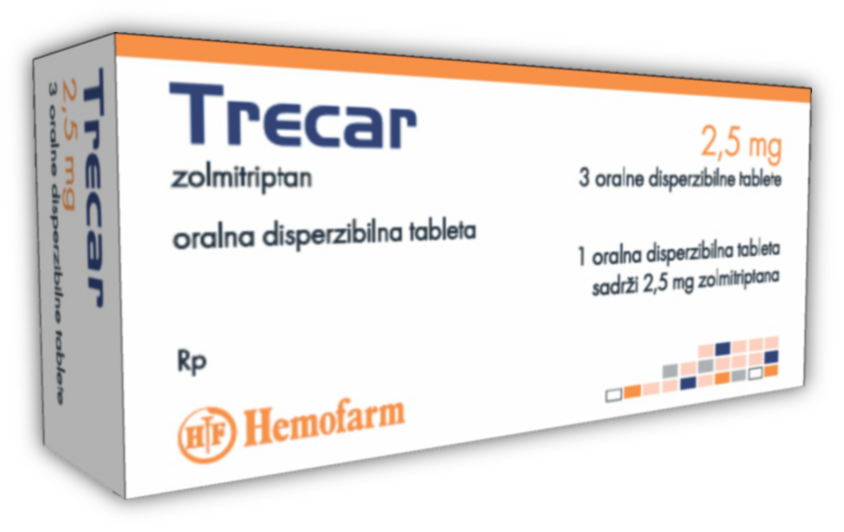 Trecar
2,5 mg
3 oralne disperzibilne tablete
Trecar
zolmitriptan
oralna disperzibilna tableta
2,5 mg
3 oralne disperzibilne tablete
1 oralna disperzibilna tableta
sadrži 2,5 mg zolmitriptana
Rp
HF Hemofarm